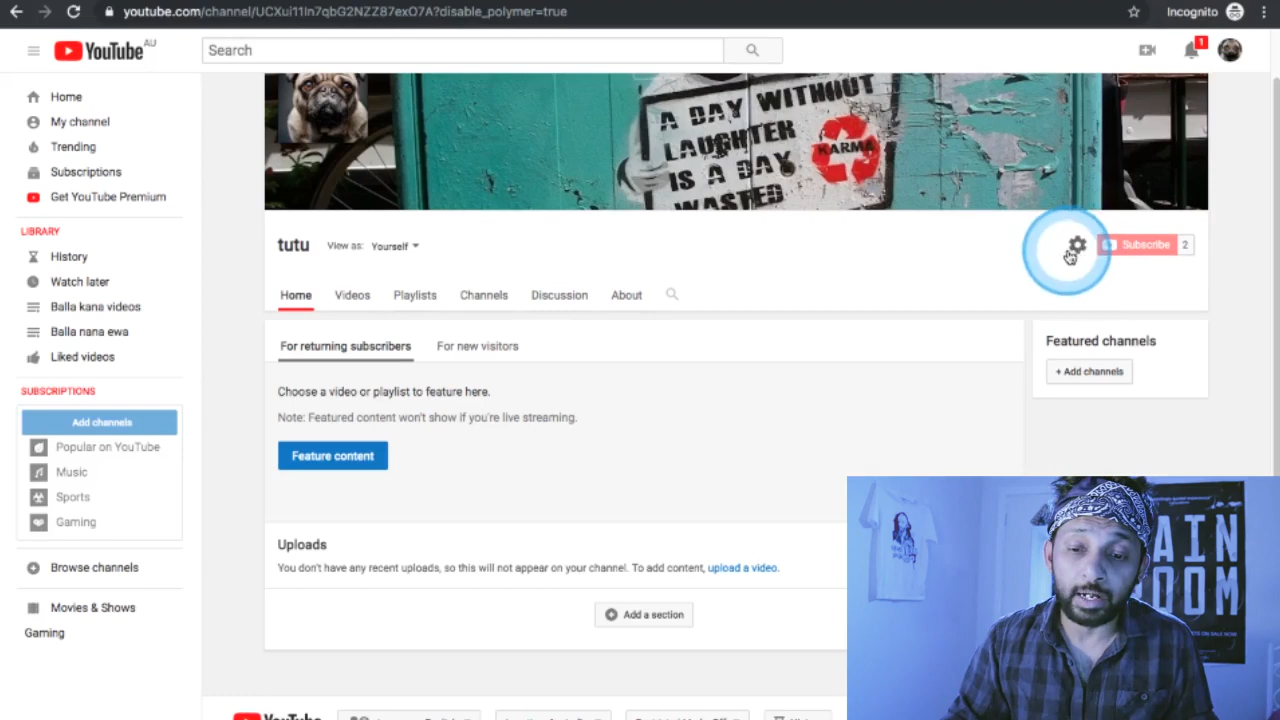 youtube.com/channel/UCXui11In7qbG2NZZ87exO7A?disable_polymer=true
Incognito
YouTube AU
Search
1
Home
My channel
Trending
Subscriptions
Get YouTube Premium
LIBRARY
History
Watch later
Balla kana videos
Balla nana ewa
Liked videos
SUBSCRIPTIONS
Add channels
Popular on YouTube
Music
Sports
Gaming
Browse channels
Movies & Shows
Gaming
A DAY WITHOUT
LAUGHTER
IS A DAY
WASTED
KARMA
tutu
View as: Yourself
Subscribe 2
Home Videos Playlists Channels Discussion About
For returning subscribers For new visitors
Choose a video or playlist to feature here.
Note: Featured content won't show if you're live streaming.
Feature content
Featured channels
+ Add channels
Uploads
You don't have any recent uploads, so this will not appear on your channel. To add content, upload a video.
Add a section
YouTube
AIN
OOM